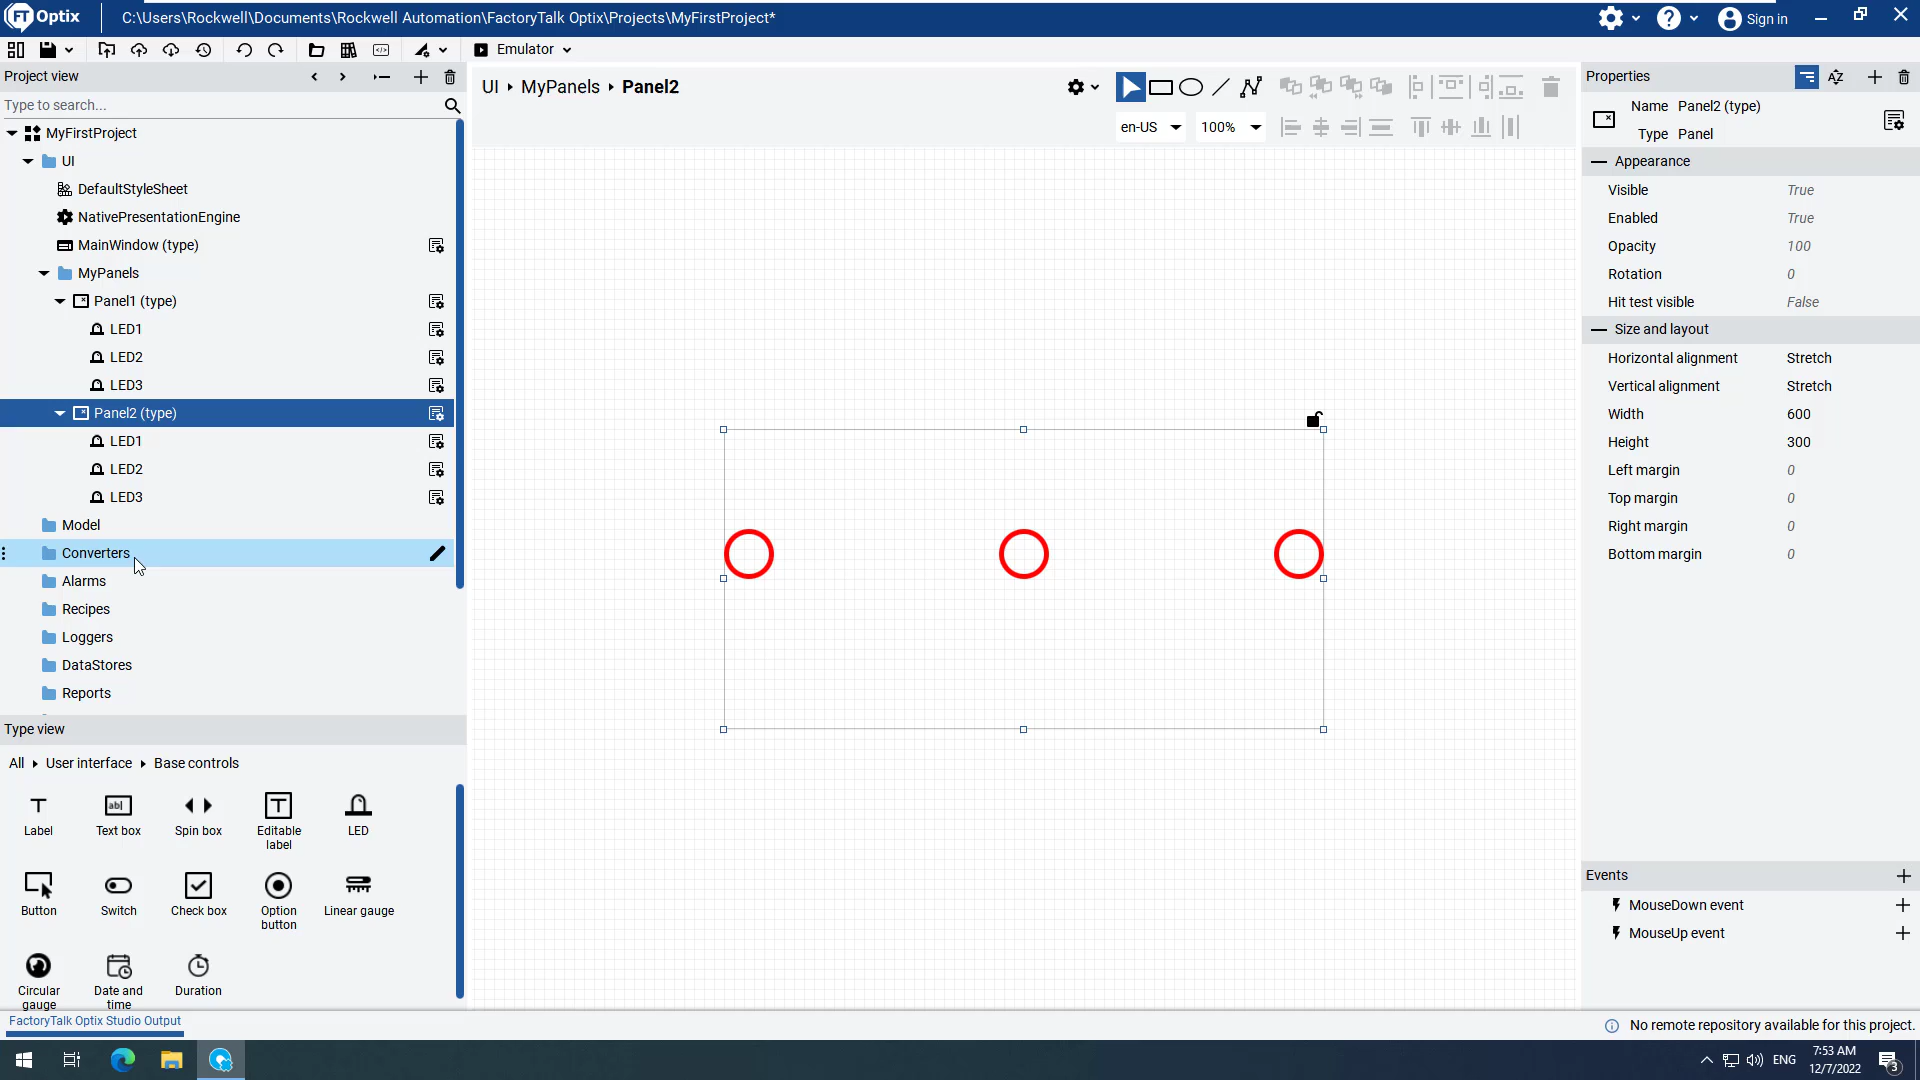 FT Optix
C:\Users\Rockwell\Documents\Rockwell Automation\FactoryTalk Optix\Projects\MyFirstProject*
Sign in
Emulator
Project view
Type to search...
MyFirstProject
UI
DefaultStyleSheet
NativePresentationEngine
MainWindow (type)
MyPanels
Panel1 (type)
LED1
LED2
LED3
Panel2 (type)
LED1
LED2
LED3
Model
Converters
Alarms
Recipes
Loggers
DataStores
Reports
Type view
All User interface Base controls
Label
Text box
Spin box
Editable
label
LED
Button
Switch
Check box
Option
button
Linear gauge
Circular
gauge
Date and
time
Duration
UI MyPanels Panel2
en-US 100%
Properties
Name Panel2 (type)
Type Panel
Appearance
Visible True
Enabled True
Opacity 100
Rotation 0
Hit test visible False
Size and layout
Horizontal alignment Stretch
Vertical alignment Stretch
Width 600
Height 300
Left margin 0
Top margin 0
Right margin 0
Bottom margin 0
Events
MouseDown event
MouseUp event
FactoryTalk Optix Studio Output
No remote repository available for this project.
ENG
7:53 AM
12/7/2022
3